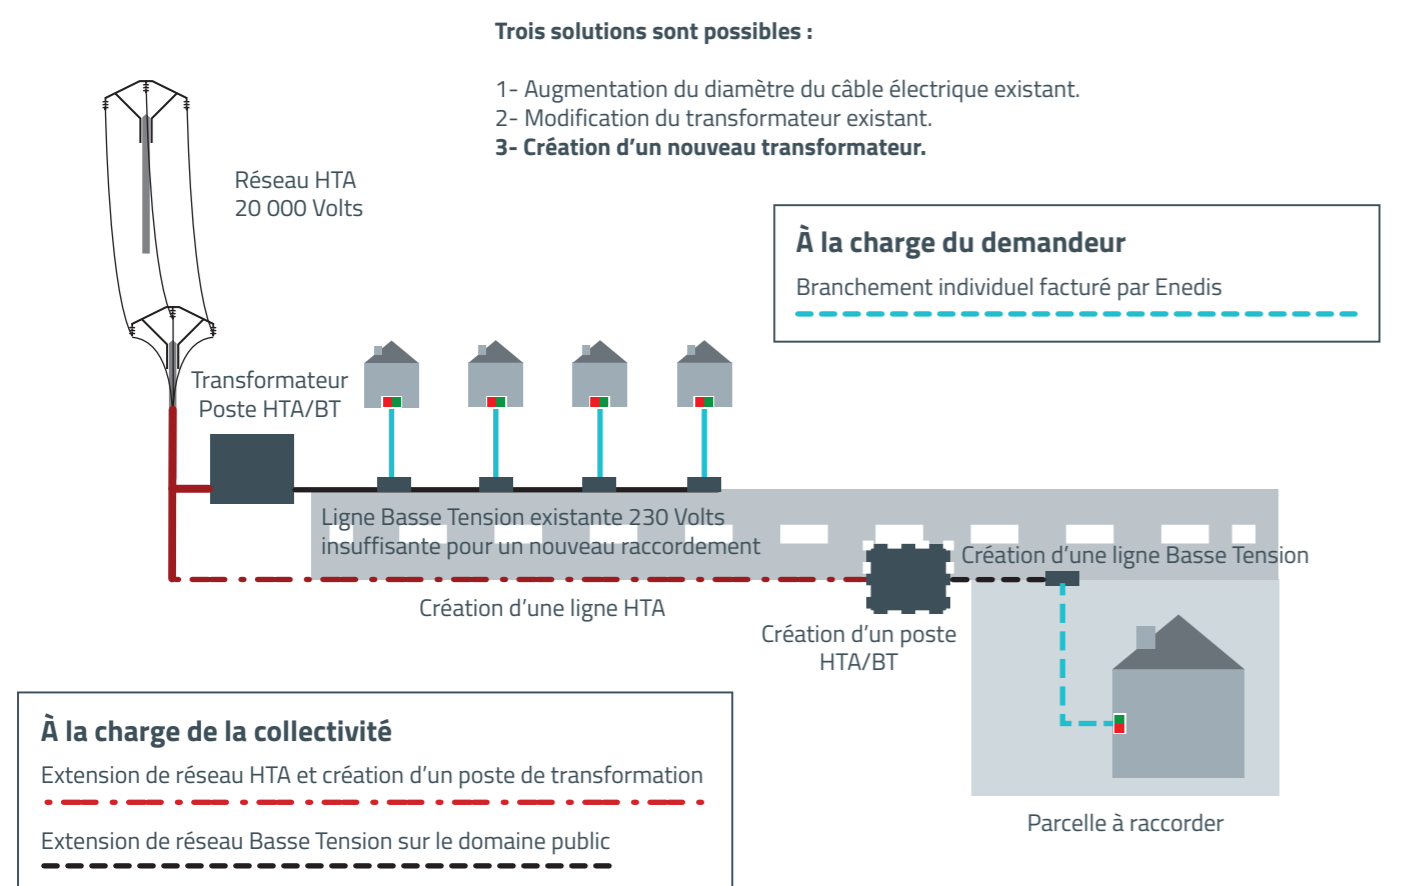 Trois solutions sont possibles :
1- Augmentation du diamètre du câble électrique existant.
2- Modification du transformateur existant.
3- Création d’un nouveau transformateur.
Réseau HTA
20 000 Volts
À la charge du demandeur
Branchement individuel facturé par Enedis
Transformateur
Poste HTA/BT
Ligne Basse Tension existante 230 Volts
insuffisante pour un nouveau raccordement
Création d’une ligne Basse Tension
Création d’une ligne HTA
Création d’un poste
HTA/BT
À la charge de la collectivité
Extension de réseau HTA et création d’un poste de transformation
Extension de réseau Basse Tension sur le domaine public
Parcelle à raccorder